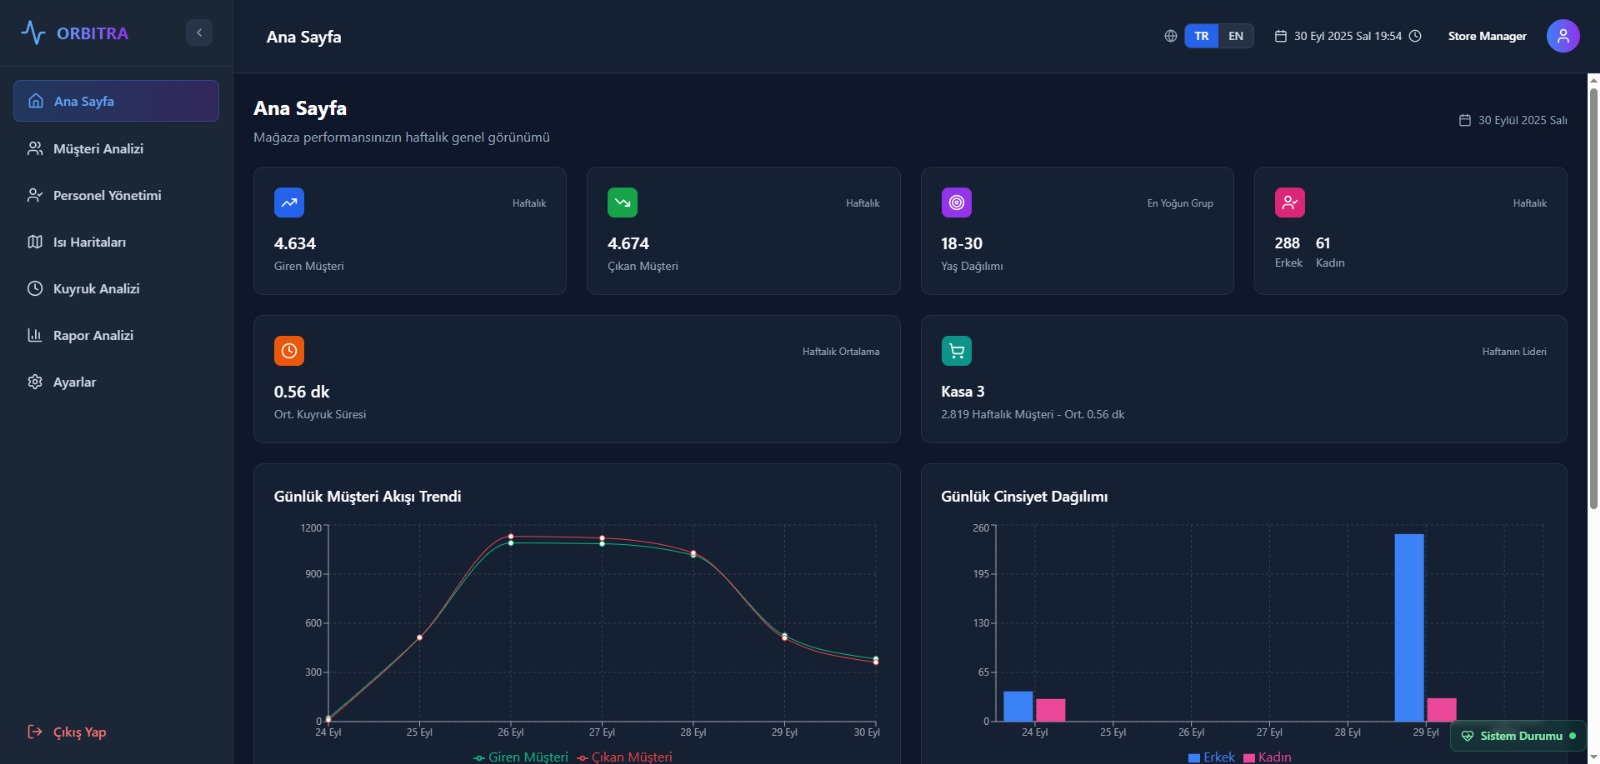 ORBITRA
Ana Sayfa
TR EN
30 Eyl 2025 Sal 19:54
Store Manager
Ana Sayfa
Müşteri Analizi
Personel Yönetimi
Isı Haritaları
Kuyruk Analizi
Rapor Analizi
Ayarlar
Çıkış Yap
Ana Sayfa
Mağaza performansınızın haftalık genel görünümü
30 Eylül 2025 Salı
Haftalık
4.634
Giren Müşteri
Haftalık
4.674
Çıkan Müşteri
En Yoğun Grup
18-30
Yaş Dağılımı
Haftalık
288 61
Erkek Kadın
Haftalık Ortalama
0.56 dk
Ort. Kuyruk Süresi
Haftanın Lideri
Kasa 3
2.819 Haftalık Müşteri - Ort. 0.56 dk
Günlük Müşteri Akışı Trendi
1200
900
600
300
0
24 Eyl 25 Eyl 26 Eyl 27 Eyl 28 Eyl 29 Eyl 30 Eyl
Giren Müşteri Çıkan Müşteri
Günlük Cinsiyet Dağılımı
260
195
130
65
0
24 Eyl 25 Eyl 26 Eyl 27 Eyl 28 Eyl 29 Eyl
Erkek Kadın
Sistem Durumu